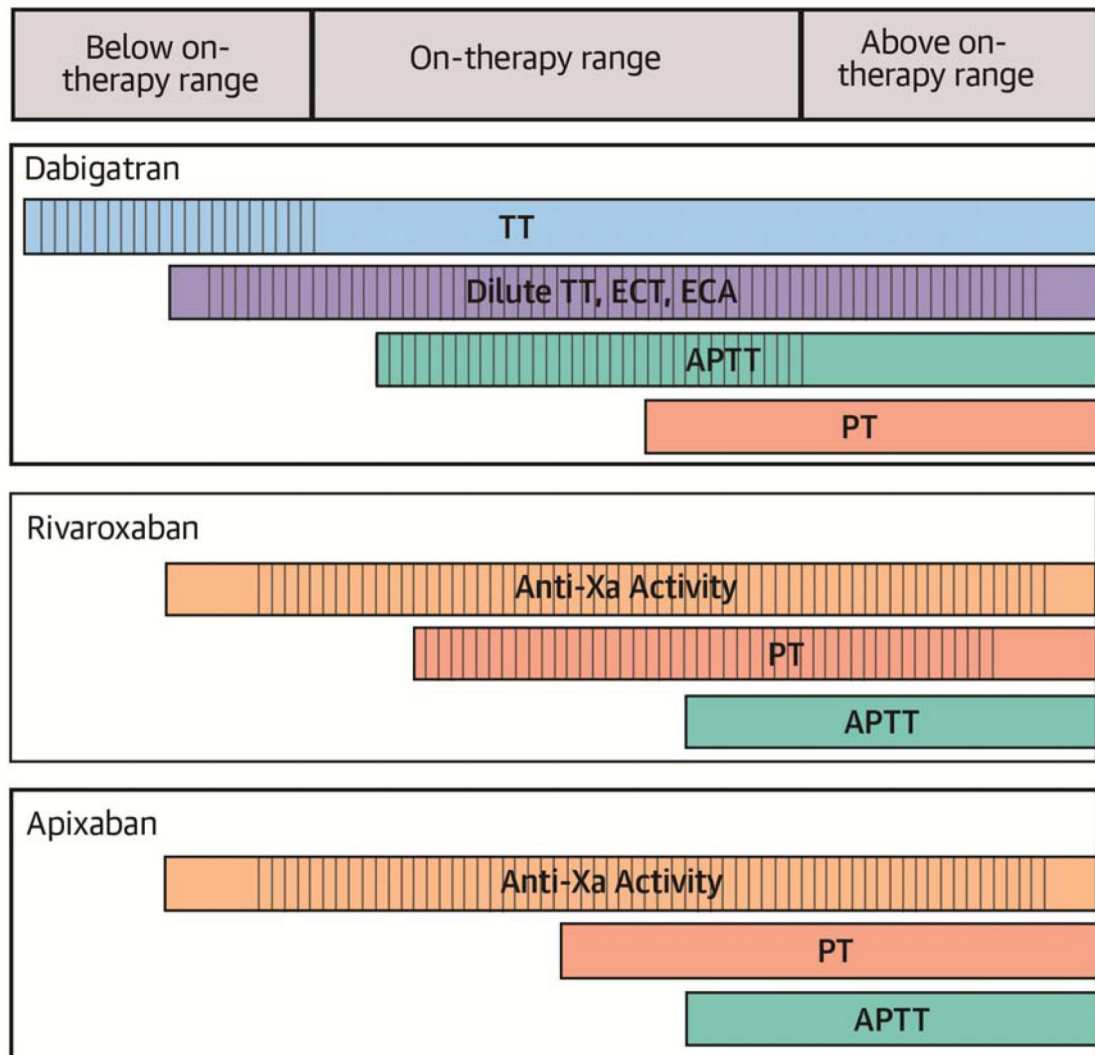 Below on-
therapy range
On-therapy range
Above on-
therapy range
Dabigatran
TT
Dilute TT, ECT, ECA
APTT
PT
Rivaroxaban
Anti-Xa Activity
PT
APTT
Apixaban
Anti-Xa Activity
PT
APTT